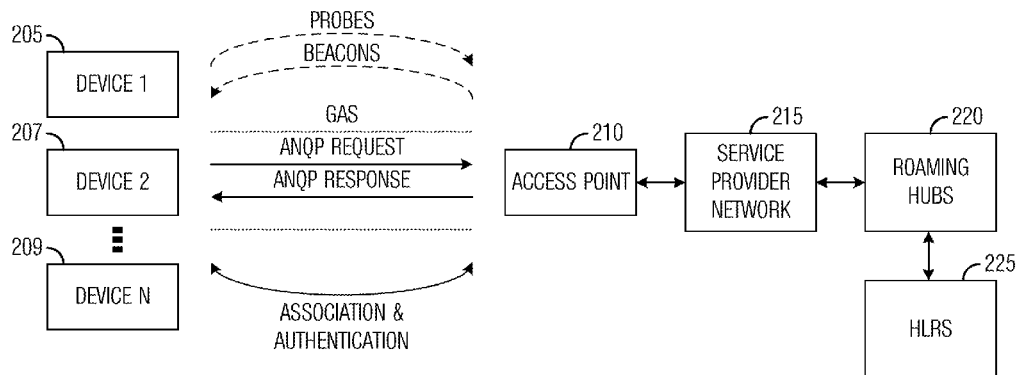 PROBES
BEACONS
205
DEVICE 1
GAS
207
ANQP REQUEST
DEVICE 2
ANQP RESPONSE
209
DEVICE N
ASSOCIATION &
AUTHENTICATION
210
ACCESS POINT
215
SERVICE
PROVIDER
NETWORK
220
ROAMING
HUBS
225
HLRS